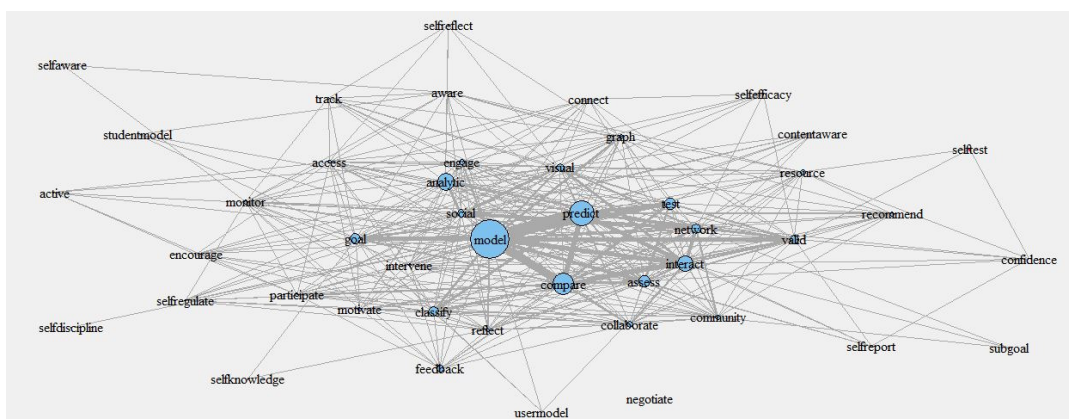 selfreflect
selfaware
track
aware
connect
selfefficacy
studentmodel
graph
contentaware
selftest
access
engage
visual
resource
analytic
active
monitor
social
predict
test
recommend
network
goal
model
valid
encourage
intervene
interact
confidence
selfregulate
participate
compare
assess
motivate
classify
community
selfdiscipline
reflect
collaborate
selfreport
subgoal
feedback
selfknowledge
negotiate
usermodel